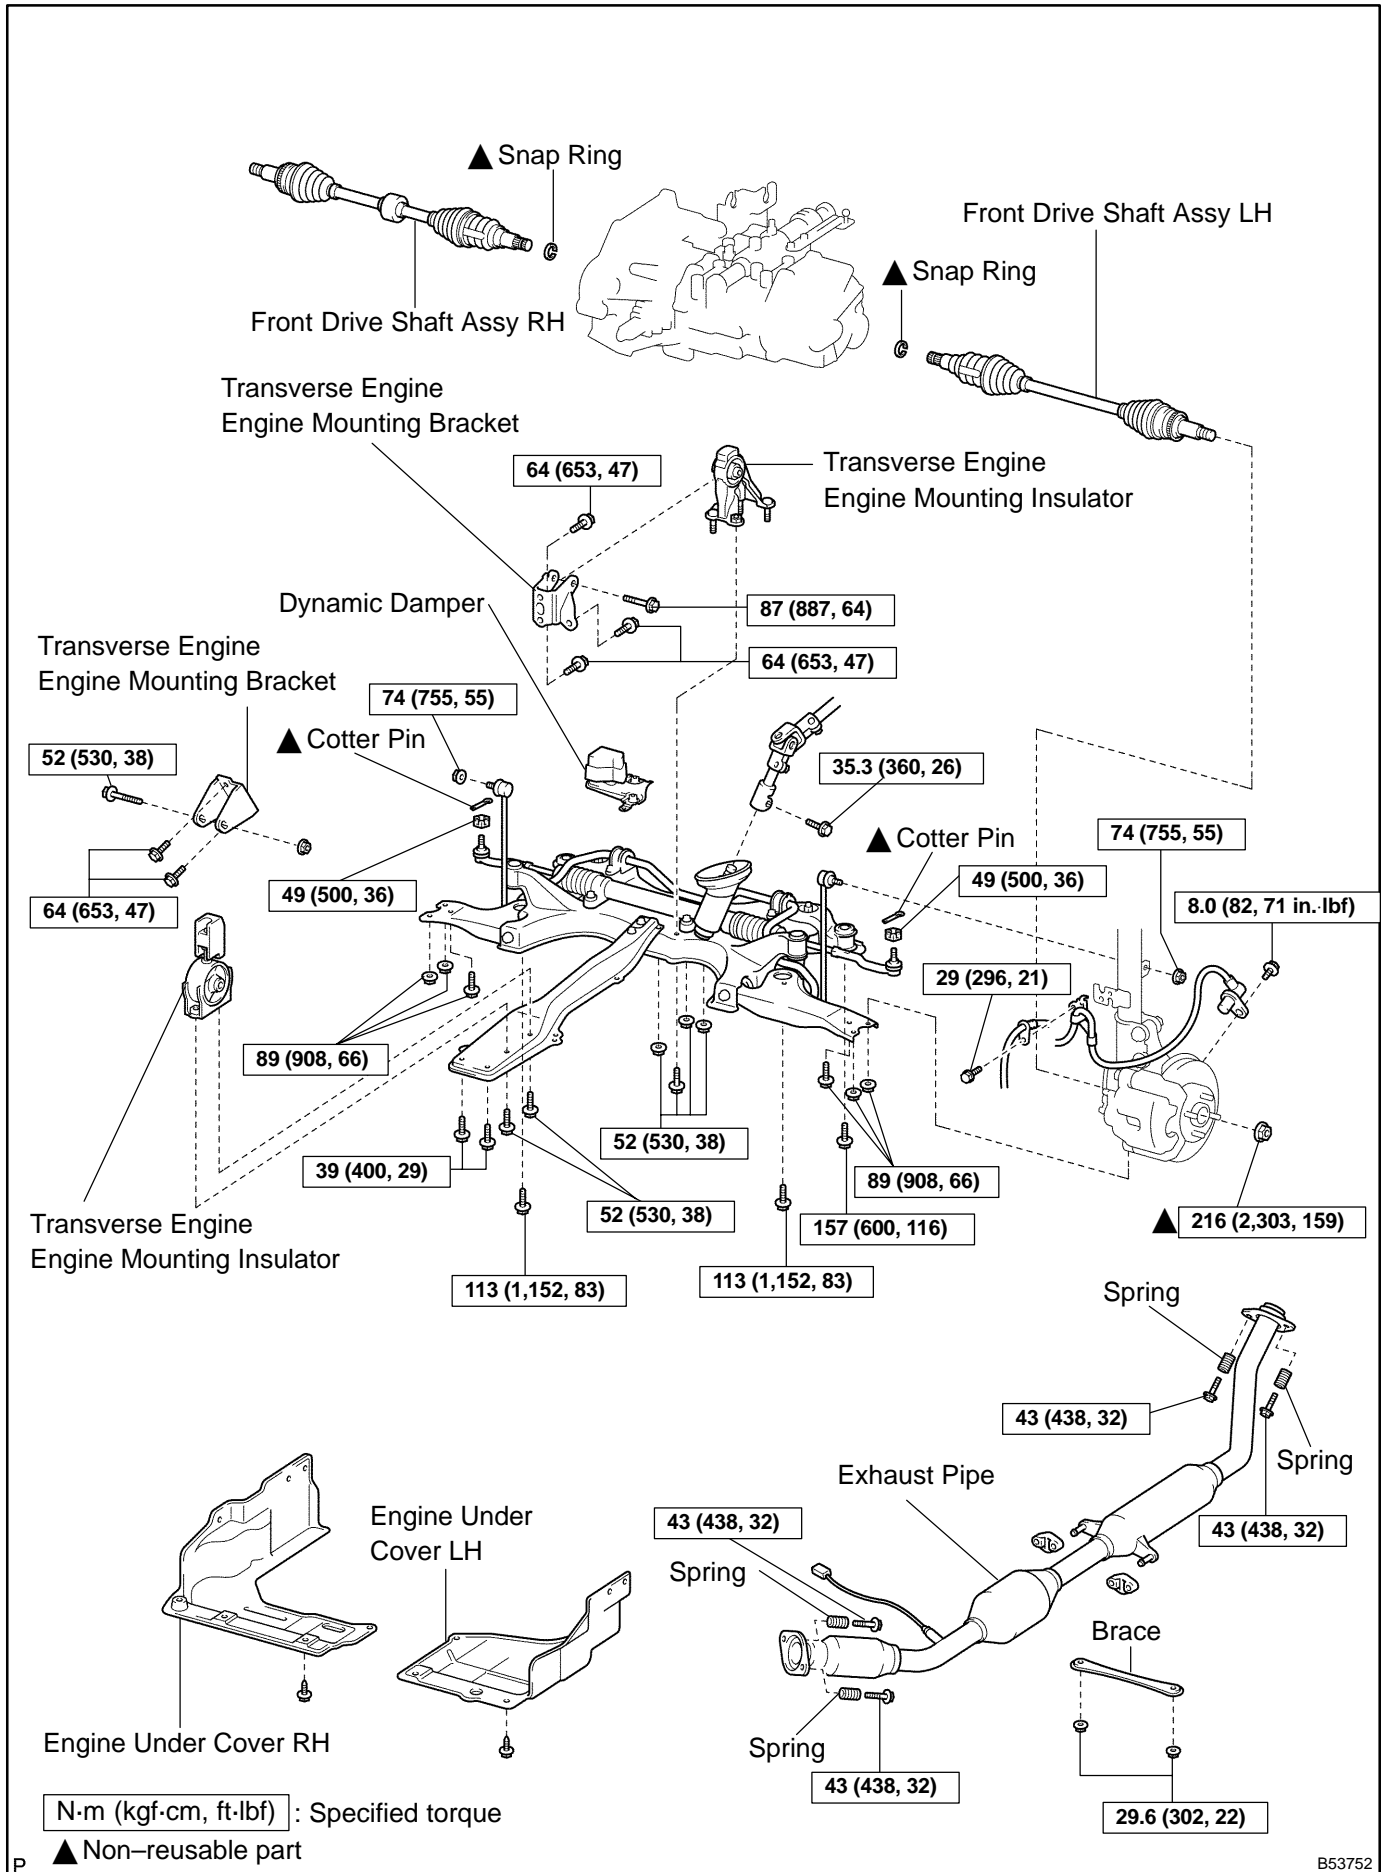 ▲ Snap Ring
Front Drive Shaft Assy LH
▲ Snap Ring
Front Drive Shaft Assy RH
Transverse Engine
Engine Mounting Bracket
64 (653, 47)
Transverse Engine
Engine Mounting Insulator
87 (887, 64)
Dynamic Damper
64 (653, 47)
Transverse Engine
Engine Mounting Bracket
74 (755, 55)
▲ Cotter Pin
52 (530, 38)
35.3 (360, 26)
▲ Cotter Pin
74 (755, 55)
49 (500, 36)
49 (500, 36)
64 (653, 47)
8.0 (82, 71 in.·lbf)
29 (296, 21)
89 (908, 66)
52 (530, 38)
39 (400, 29)
89 (908, 66)
52 (530, 38)
157 (600, 116)
▲ 216 (2,303, 159)
Transverse Engine
Engine Mounting Insulator
113 (1,152, 83)
113 (1,152, 83)
Spring
43 (438, 32)
Spring
Exhaust Pipe
43 (438, 32)
43 (438, 32)
Engine Under
Cover LH
Spring
Brace
Engine Under Cover RH
Spring
43 (438, 32)
29.6 (302, 22)
N·m (kgf·cm, ft·lbf) : Specified torque
▲ Non–reusable part
P
B53752